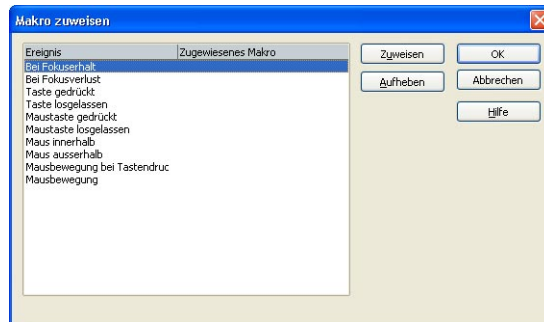 Makro zuweisen
Ereignis Zugewiesenes Makro
Bei Fokuserhalt
Bei Fokusverlust
Taste gedrückt
Taste losgelassen
Maustaste gedrückt
Maustaste losgelassen
Maus innerhalb
Maus ausserhalb
Mausbewegung bei Tastendruc
Mausbewegung
Zuweisen
Aufheben
OK
Abbrechen
Hilfe